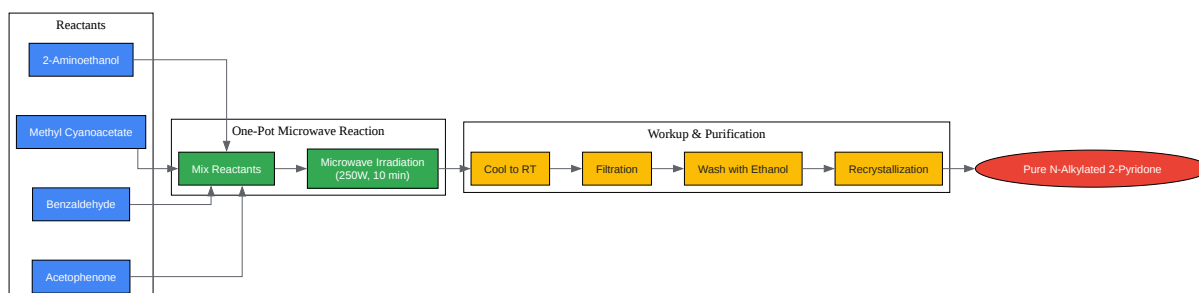 Reactants
2-Aminoethanol
Methyl Cyanoacetate
Benzaldehyde
Acetophenone
One-Pot Microwave Reaction
Mix Reactants
Microwave Irradiation
(250W, 10 min)
Workup & Purification
Cool to RT
Filtration
Wash with Ethanol
Recrystallization
Pure N-Alkylated 2-Pyridone